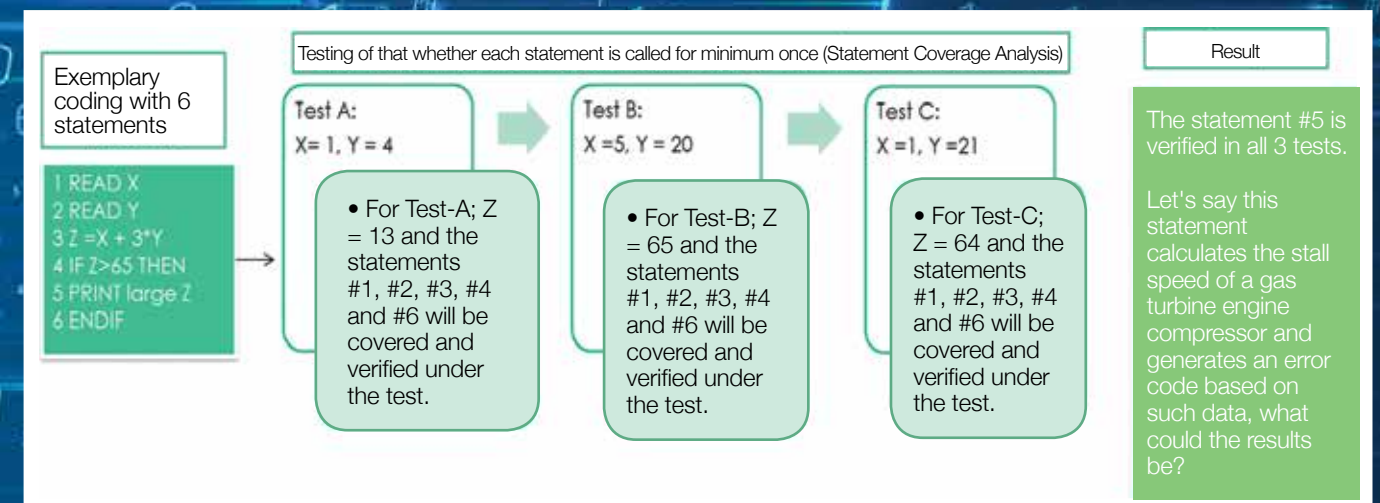 Exemplary
coding with 6
statements
1 READ X
2 READ Y
3 Z =X + 3*Y
4 IF Z>65 THEN
5 PRINT large Z
6 ENDIF
Testing of that whether each statement is called for minimum once (Statement Coverage Analysis)
Test A:
X= 1, Y = 4
• For Test-A; Z
= 13 and the
statements
#1, #2, #3, #4
and #6 will be
covered and
verified under
the test.
Test B:
X =5, Y = 20
• For Test-B; Z
= 65 and the
statements
#1, #2, #3, #4
and #6 will be
covered and
verified under
the test.
Test C:
X =1, Y =21
• For Test-C;
Z = 64 and the
statements
#1, #2, #3, #4
and #6 will be
covered and
verified under
the test.
Result
The statement #5 is
verified in all 3 tests.
Let's say this
statement
calculates the stall
speed of a gas
turbine engine
compressor and
generates an error
code based on
such data, what
could the results
be?